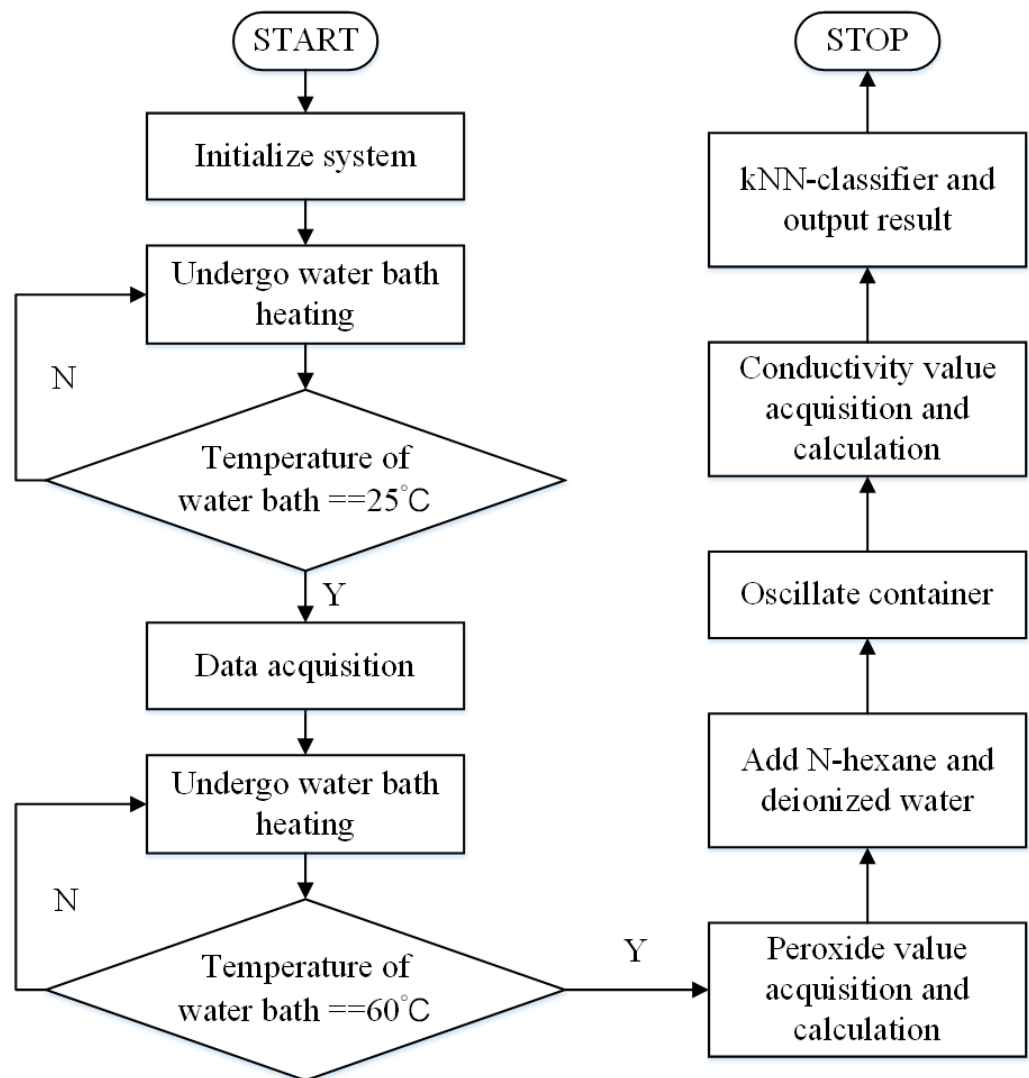 START
Initialize system
Undergo water bath
heating
N
Temperature of
water bath ==25°C
Y
Data acquisition
Undergo water bath
heating
N
Temperature of
water bath ==60°C
Y
Peroxide value
acquisition and
calculation
Add N-hexane and
deionized water
Oscillate container
Conductivity value
acquisition and
calculation
kNN-classifier and
output result
STOP